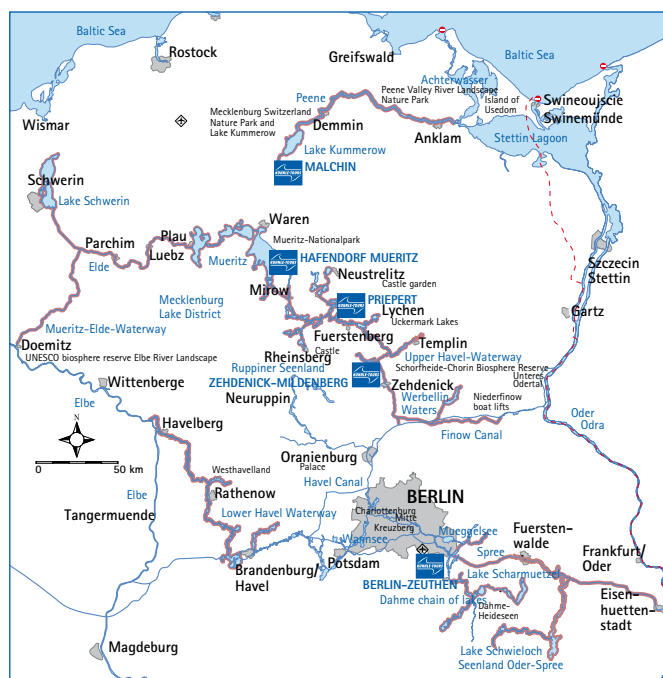 Baltic Sea
Rostock
Greifswald
Baltic Sea
Achterwasser
Peene Valley River Landscape
Nature Park
Island of
Usedom
Swineoujscie
Swinemünde
Peene
Mecklenburg Switzerland
Nature Park and
Lake Kummerow
Demmin
Anklam
Stettin Lagoon
Wismar
Lake Kummerow
MALCHIN
Schwerin
Lake Schwerin
Waren
Plau
Luebz
Mueritz-Nationalpark
Parchim
Elde
Mueritz
HAFENDORF MUERITZ
Szczecin
Stettin
Neustrelitz
Castle garden
Mirow
PRIEPERT
Mecklenburg
Lake District
Lychen
Uckermark Lakes
Gartz
Mueritz-Elde-Waterway
Fuerstenberg
Doemitz
UNESCO biosphere reserve Elbe River Landscape
Rheinsberg
Castle
Templin
Upper Havel-Waterway
Schorfheide-Chorin Biosphere Reserve
Ruppiner Seenland
ZEHDENICK-MILDENBERG
Unteres
Odertal
Wittenberge
Neuruppin
Zehdenick
Werbellin
Waters
Niederfinow
boat lifts
Elbe
N
Havelberg
Oder
Odra
Finow Canal
0
50 km
Oranienburg
Palace
Westhavelland
Havel Canal
Elbe
Rathenow
BERLIN
Tangermuende
Lower Havel Waterway
Charlottenburg
Mitte
Kreuzberg
Wannsee
Mueggelsee
Fuersten-
walde
Spree
Potsdam
Frankfurt/
Oder
Brandenburg/
Havel
BERLIN-ZEUTHEN
Lake Scharmuetzel
Dahme chain of lakes
Dahme-
Heideseen
Eisen-
huetten-
stadt
Magdeburg
Lake Schwieloch
Seenland Oder-Spree